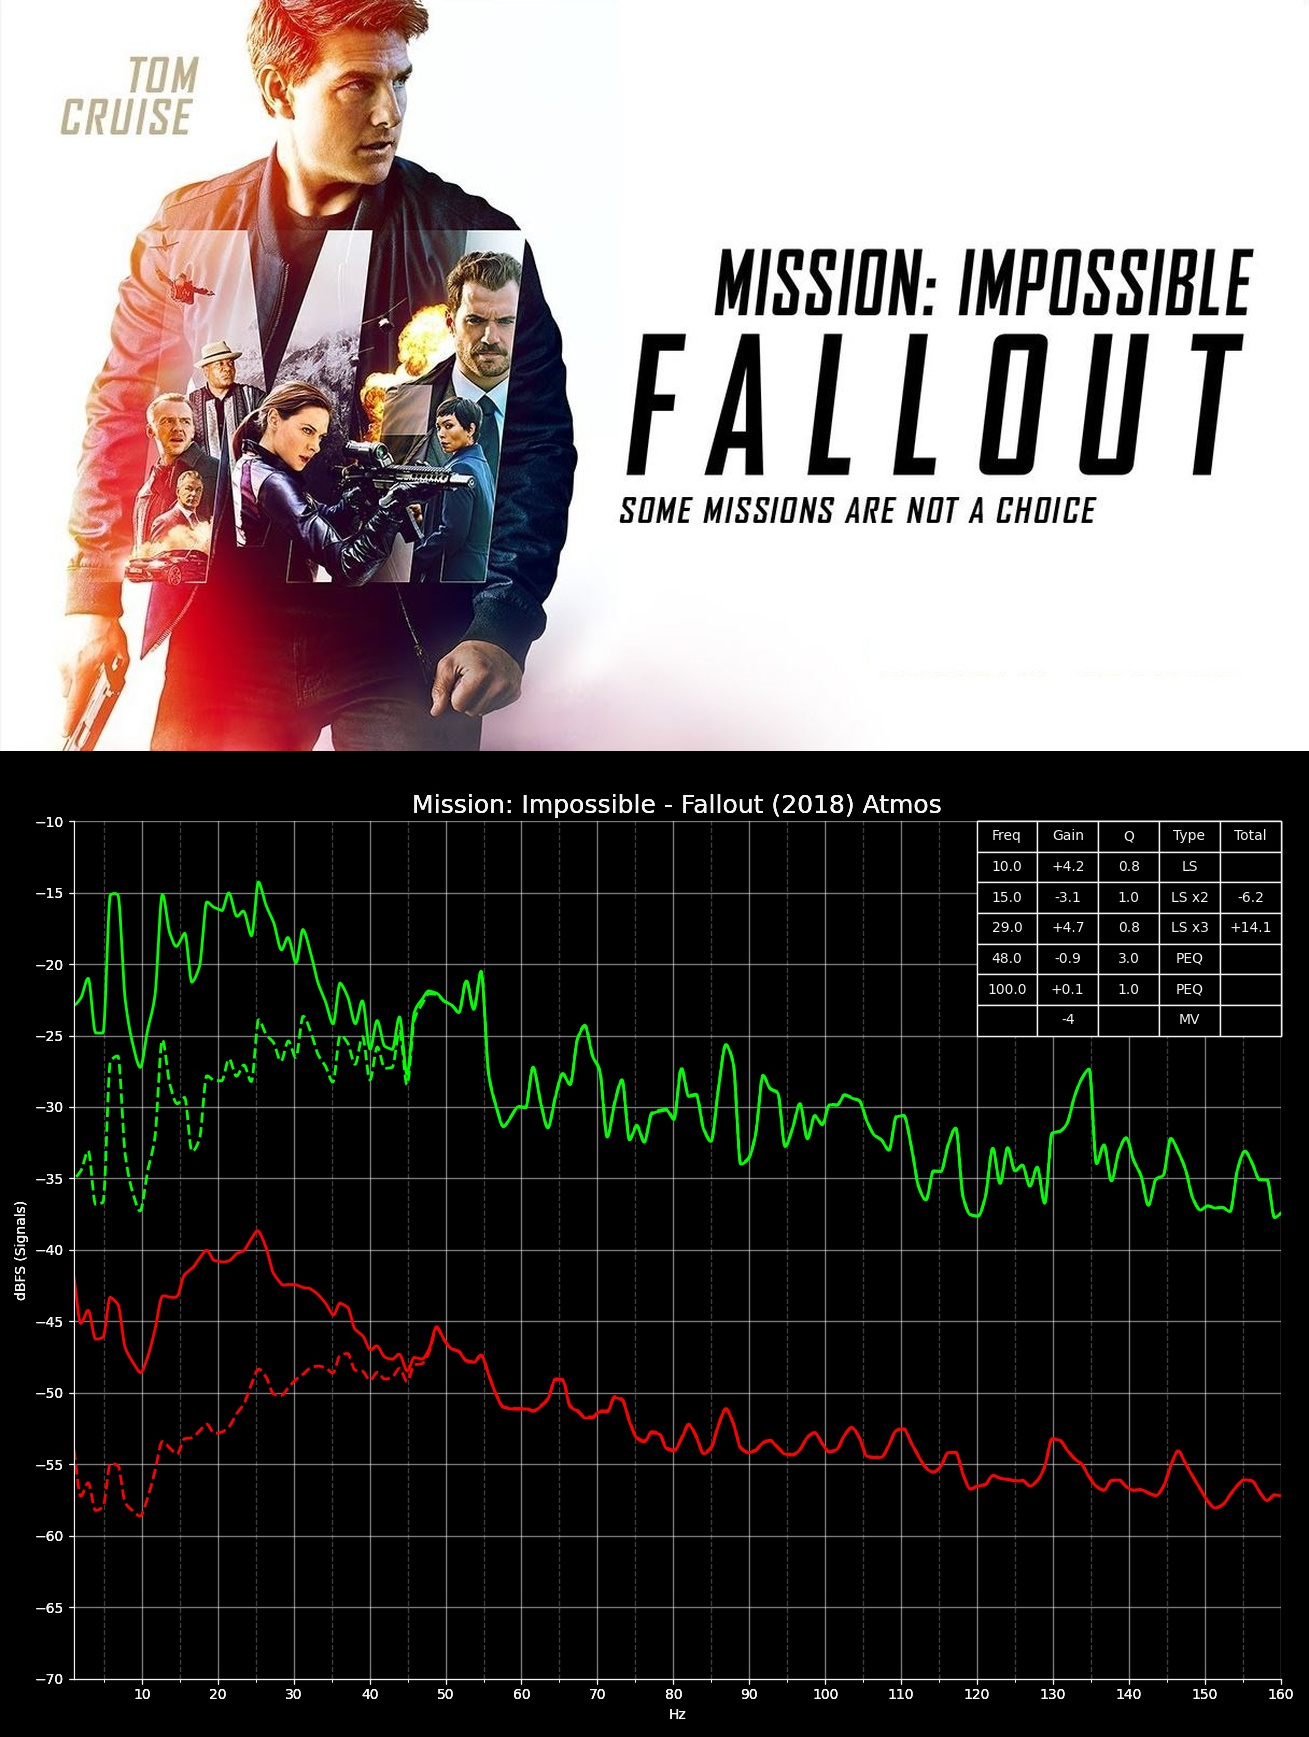 TOM
CRUISE
MISSION: IMPOSSIBLE
FALLOUT
SOME MISSIONS ARE NOT A CHOICE
Mission: Impossible - Fallout (2018) Atmos
Freq Gain Q Type Total
10.0 +4.2 0.8 LS
15.0 -3.1 1.0 LS x2 -6.2
29.0 +4.7 0.8 LS x3 +14.1
48.0 -0.9 3.0 PEQ
100.0 +0.1 1.0 PEQ
-4 MV
−10
−15
−20
−25
−30
−35
−40
−45
−50
−55
−60
−65
−70
dBFS (Signals)
10 20 30 40 50 60 70 80 90 100 110 120 130 140 150 160
Hz